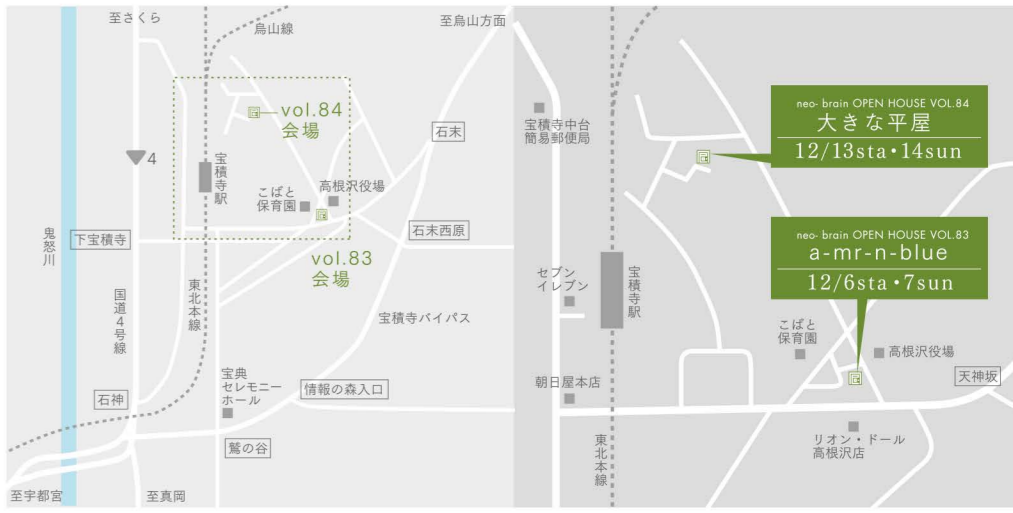 至さくら
烏山線
至烏山方面
vol.84
会場
石末
4
宝積寺駅
こばと
保育園
高根沢役場
下宝積寺
石末西原
鬼怒川
vol.83
会場
国道4号線
東北本線
宝積寺バイパス
宝典
セレモニー
ホール
情報の森入口
石神
鷲の谷
至宇都宮
至真岡
宝積寺中台
簡易郵便局
neo- brain OPEN HOUSE VOL.84
大きな平屋
12/13sta・14sun
neo- brain OPEN HOUSE VOL.83
a-mr-n-blue
12/6sta・7sun
セブン
イレブン
宝積寺駅
こばと
保育園
高根沢役場
朝日屋本店
天神坂
リオン・ドール
高根沢店
東北本線